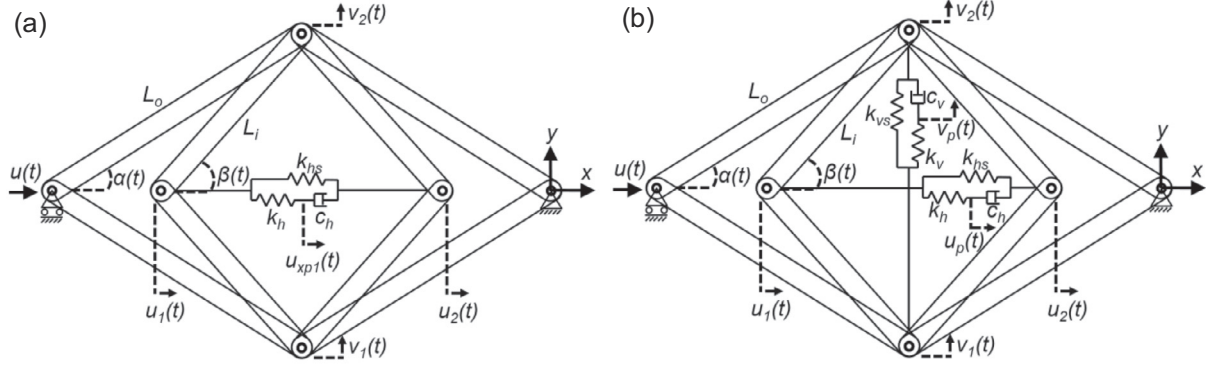 (a)
v₂(t)
Lₒ
Lᵢ
y
kₕₛ
u(t)
α(t)
β(t)
x
kₕ
cₕ
uₓₚ₁(t)
u₁(t)
u₂(t)
v₁(t)
(b)
v₂(t)
Lₒ
cᵥ
kᵥₛ
vₚ(t)
Lᵢ
kᵥ
y
kₕₛ
u(t)
α(t)
β(t)
x
kₕ
cₕ
uₚ(t)
u₁(t)
u₂(t)
v₁(t)